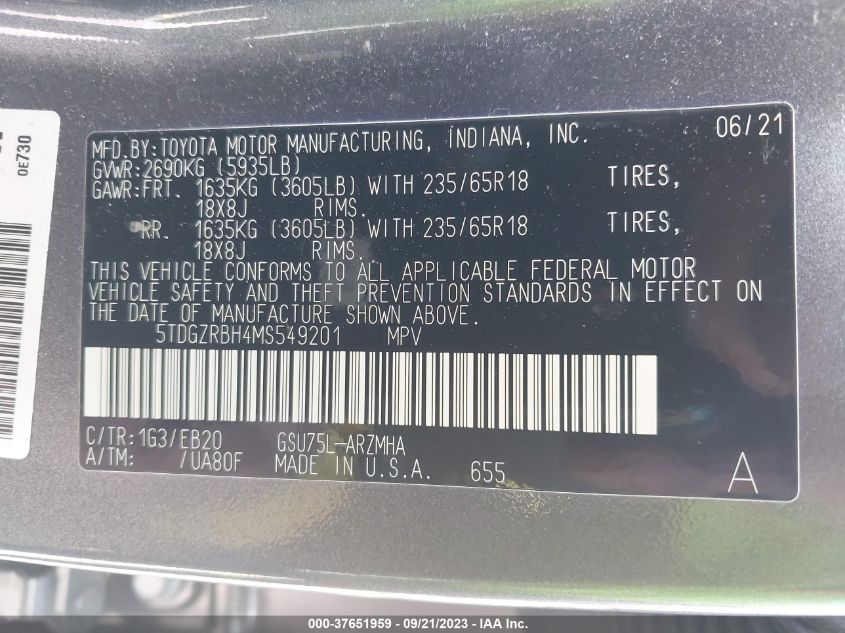 0E730
MFD.BY:TOYOTA MOTOR MANUFACTURING, INDIANA, INC. 06/21
GVWR:2690KG (5935LB)
GAWR:FRT. 1635KG (3605LB) WITH 235/65R18 TIRES,
18X8J RIMS.
RR. 1635KG (3605LB) WITH 235/65R18 TIRES,
18X8J RIMS.
THIS VEHICLE CONFORMS TO ALL APPLICABLE FEDERAL MOTOR
VEHICLE SAFETY AND THEFT PREVENTION STANDARDS IN EFFECT ON
THE DATE OF MANUFACTURE SHOWN ABOVE.
5TDGZRBH4MS549201 MPV
C/TR:1G3/EB20 GSU75L-ARZMHA
A/TM: /UA80F MADE IN U.S.A. 655
A
000-37651959 - 09/21/2023 - IAA Inc.